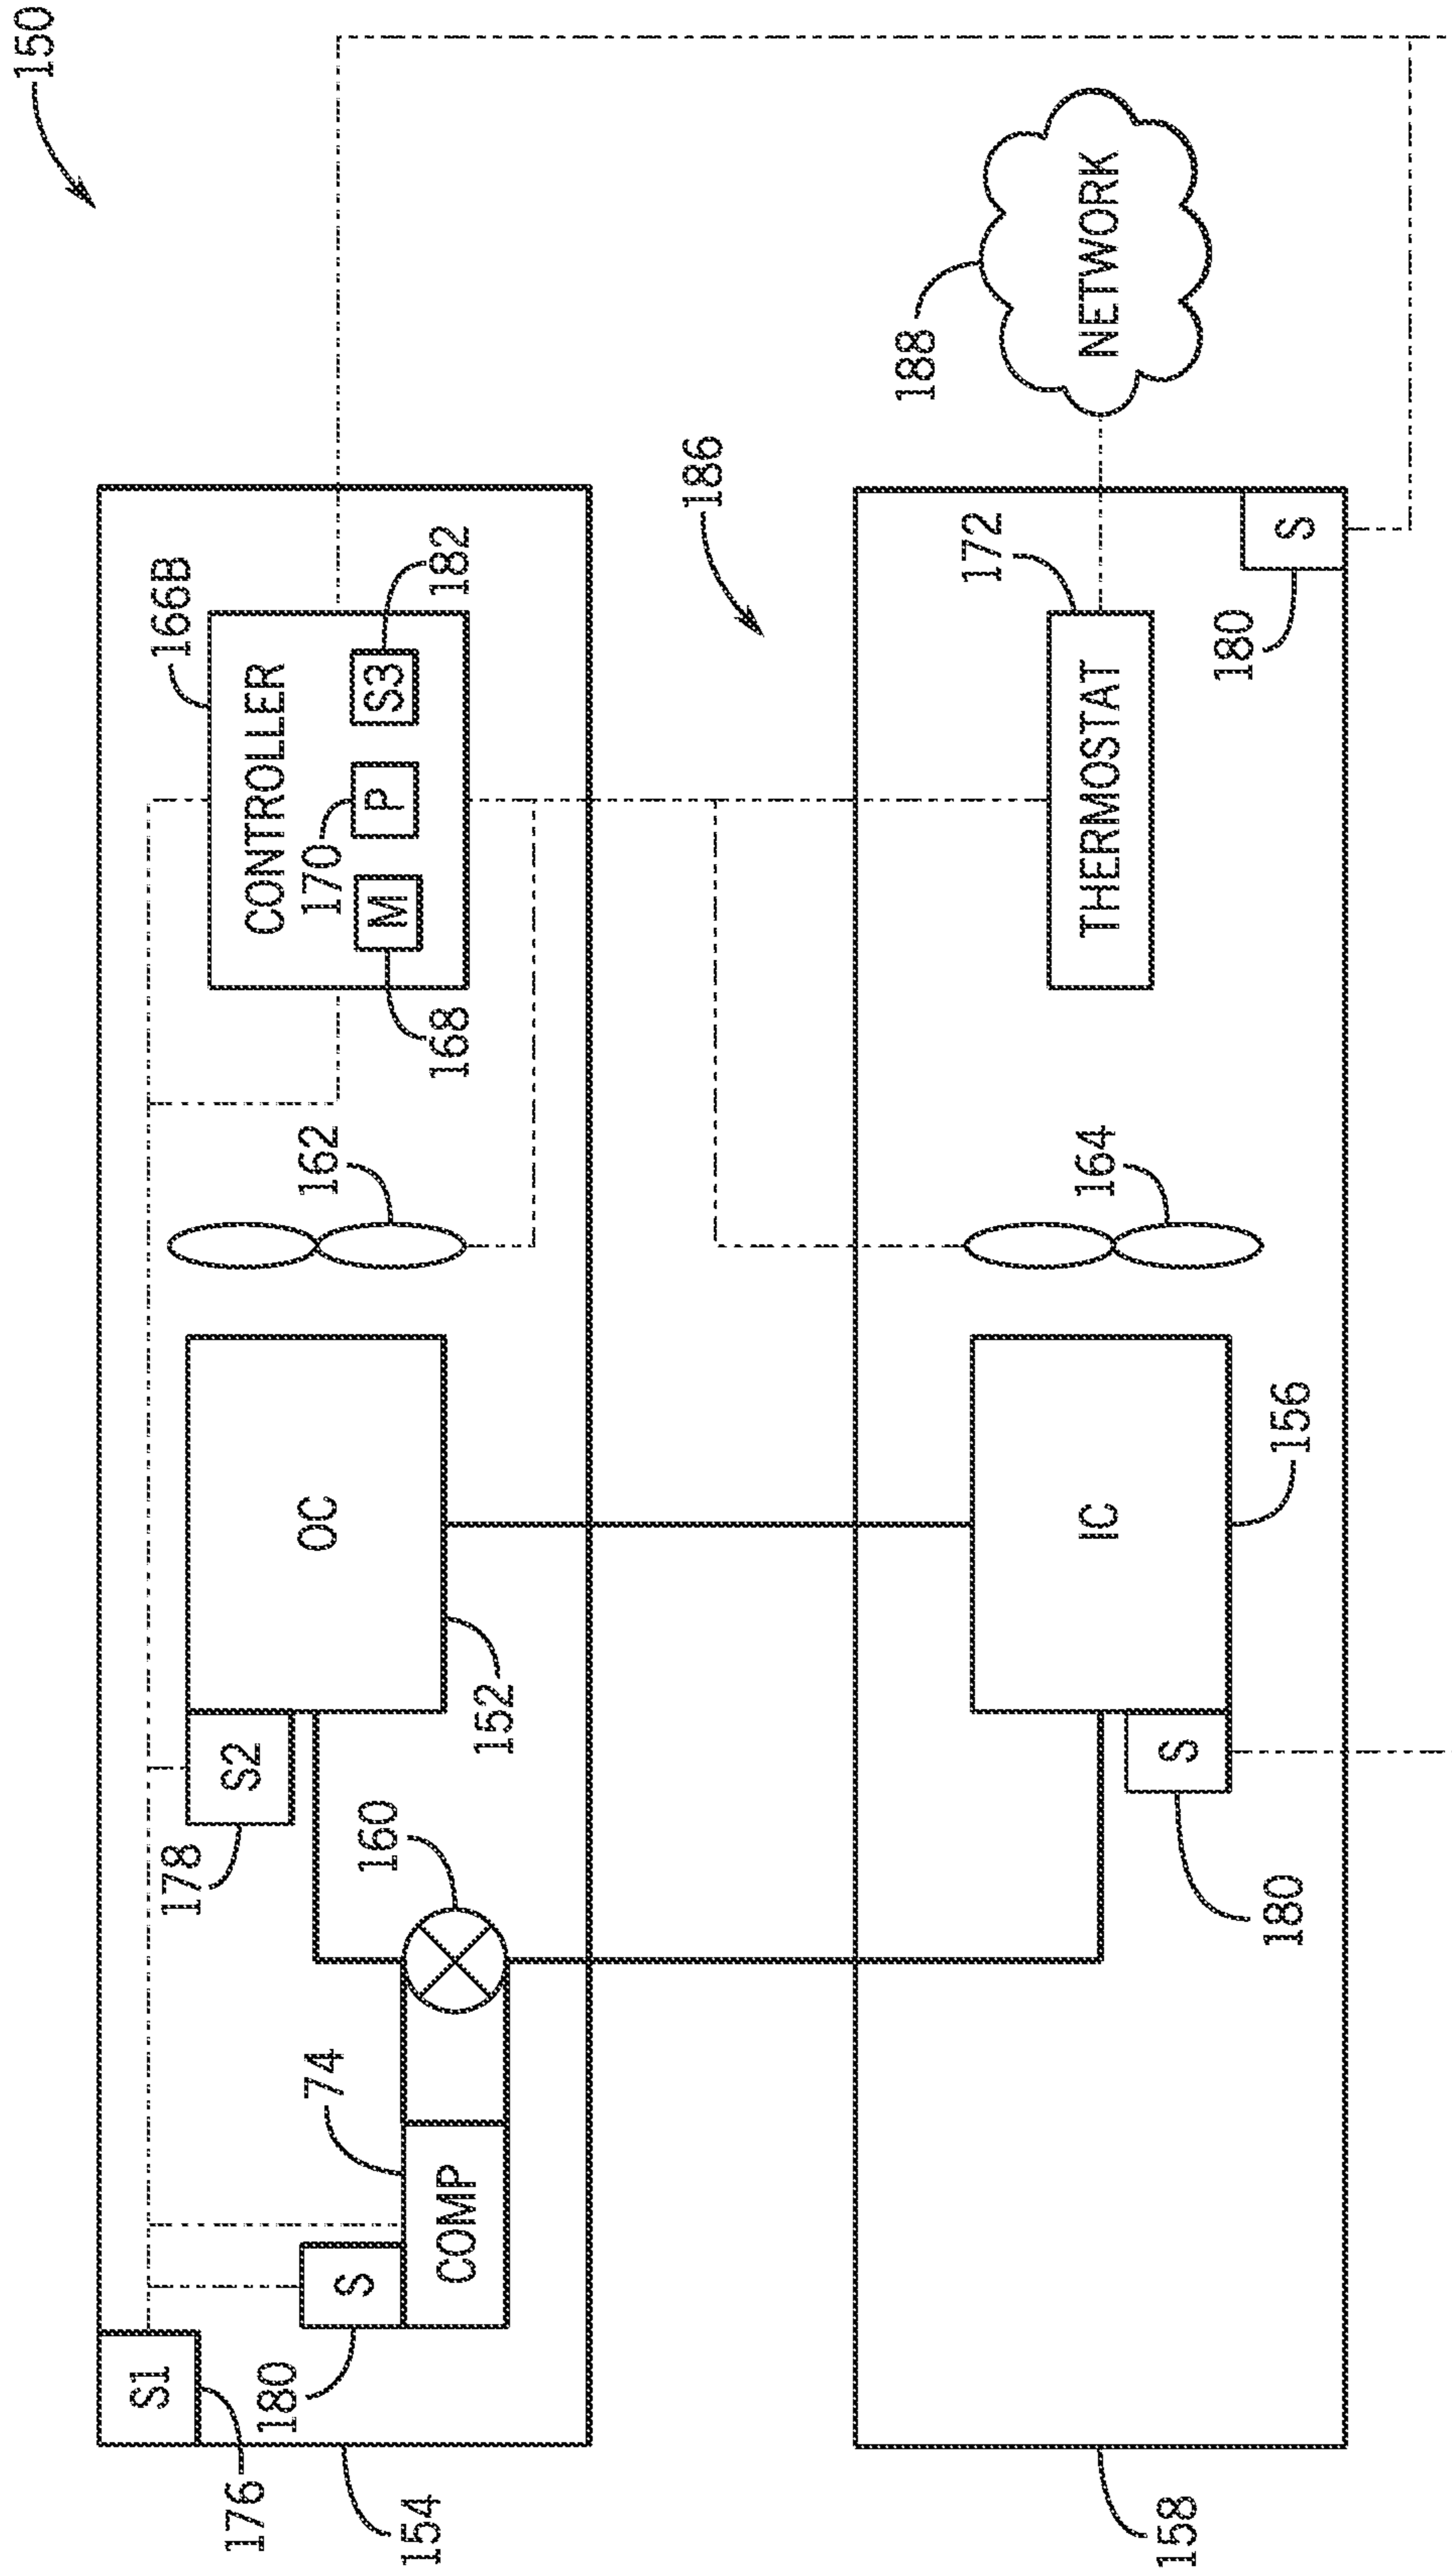 150
S1
166B
178
S2
176
CONTROLLER
180
74
OC
162
170
S
160
M P S3
154
168
182
COMP
152
186
188
172
IC
164
THERMOSTAT
NETWORK
158
S
180
180
156
S